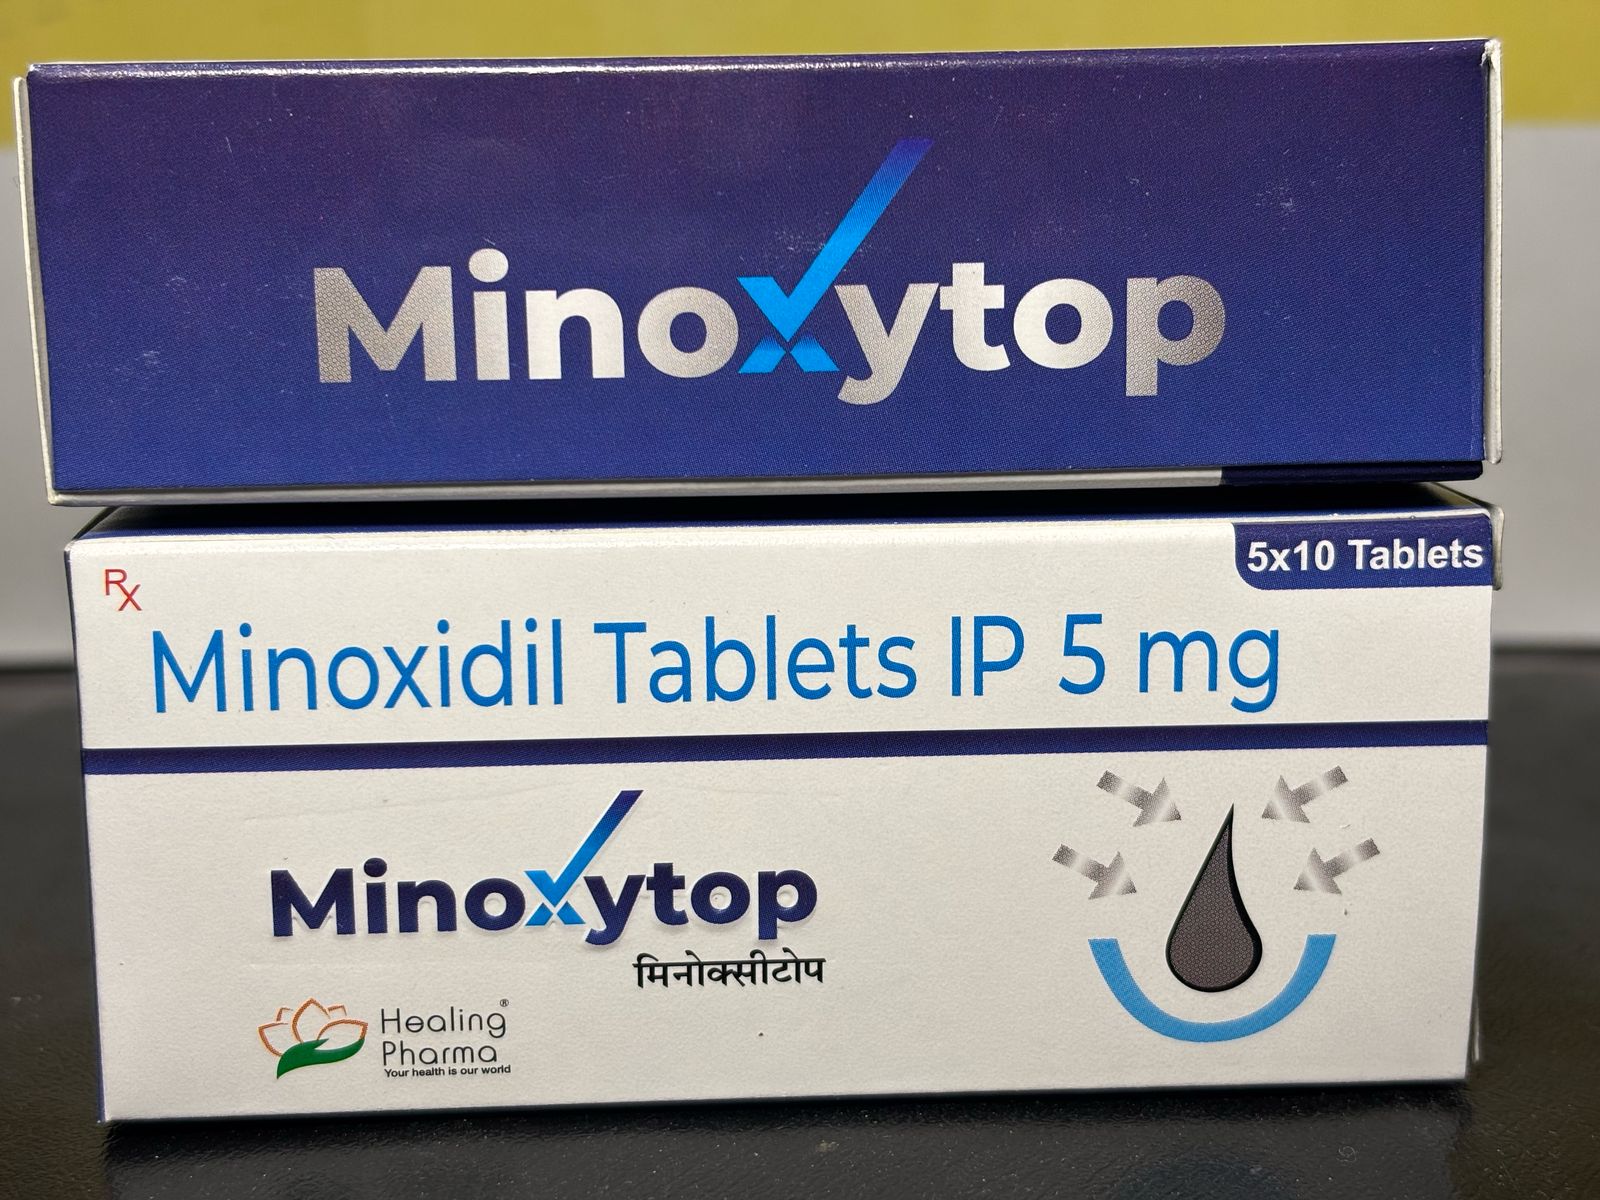 Minoxytop
5x10 Tablets
Rx
Minoxidil Tablets IP 5 mg
Minoxytop
मिनोक्सीटोप
Healing®
Pharma
Your health is our world